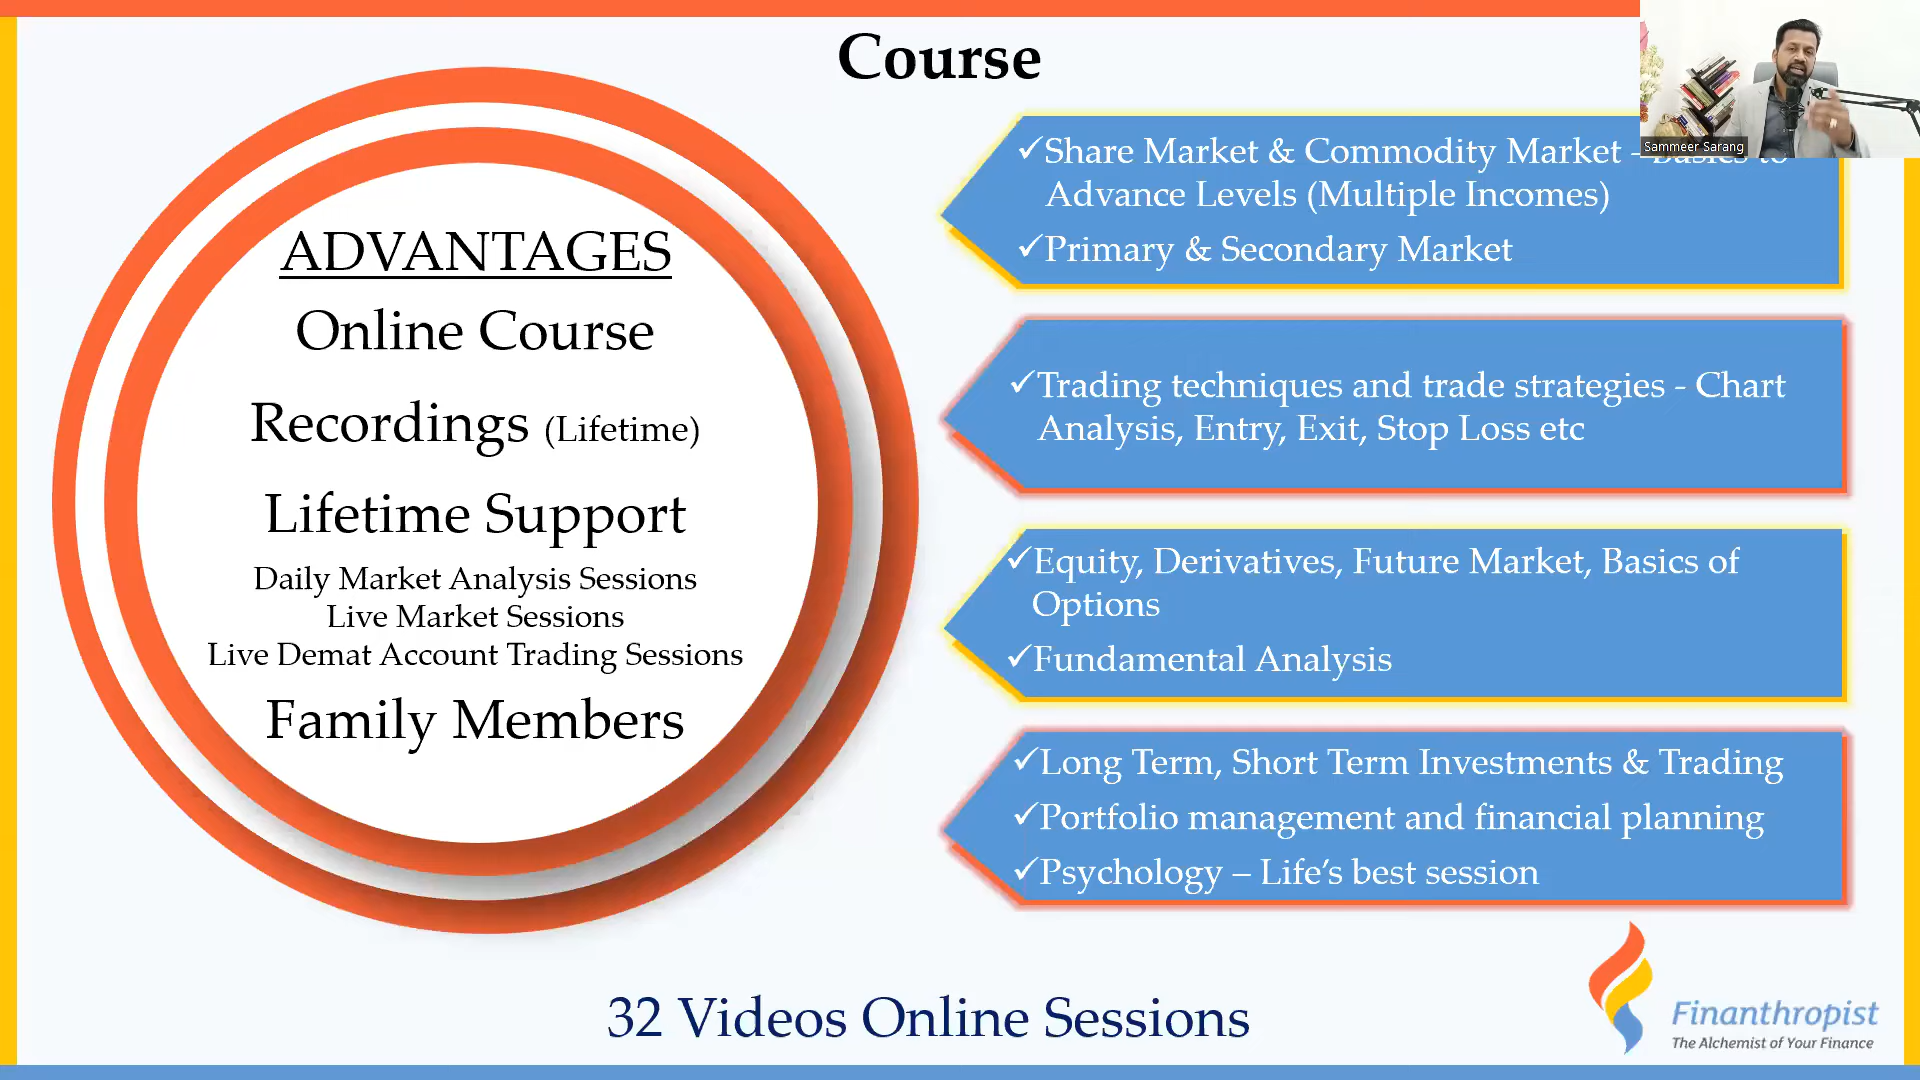 Course
Sammeer Sarang
ADVANTAGES
Online Course
Recordings (Lifetime)
Lifetime Support
Daily Market Analysis Sessions
Live Market Sessions
Live Demat Account Trading Sessions
Family Members
✓Share Market & Commodity Market - Basics to
Advance Levels (Multiple Incomes)
✓Primary & Secondary Market
✓Trading techniques and trade strategies - Chart
Analysis, Entry, Exit, Stop Loss etc
✓Equity, Derivatives, Future Market, Basics of
Options
✓Fundamental Analysis
✓Long Term, Short Term Investments & Trading
✓Portfolio management and financial planning
✓Psychology – Life's best session
32 Videos Online Sessions
Finanthropist
The Alchemist of Your Finance